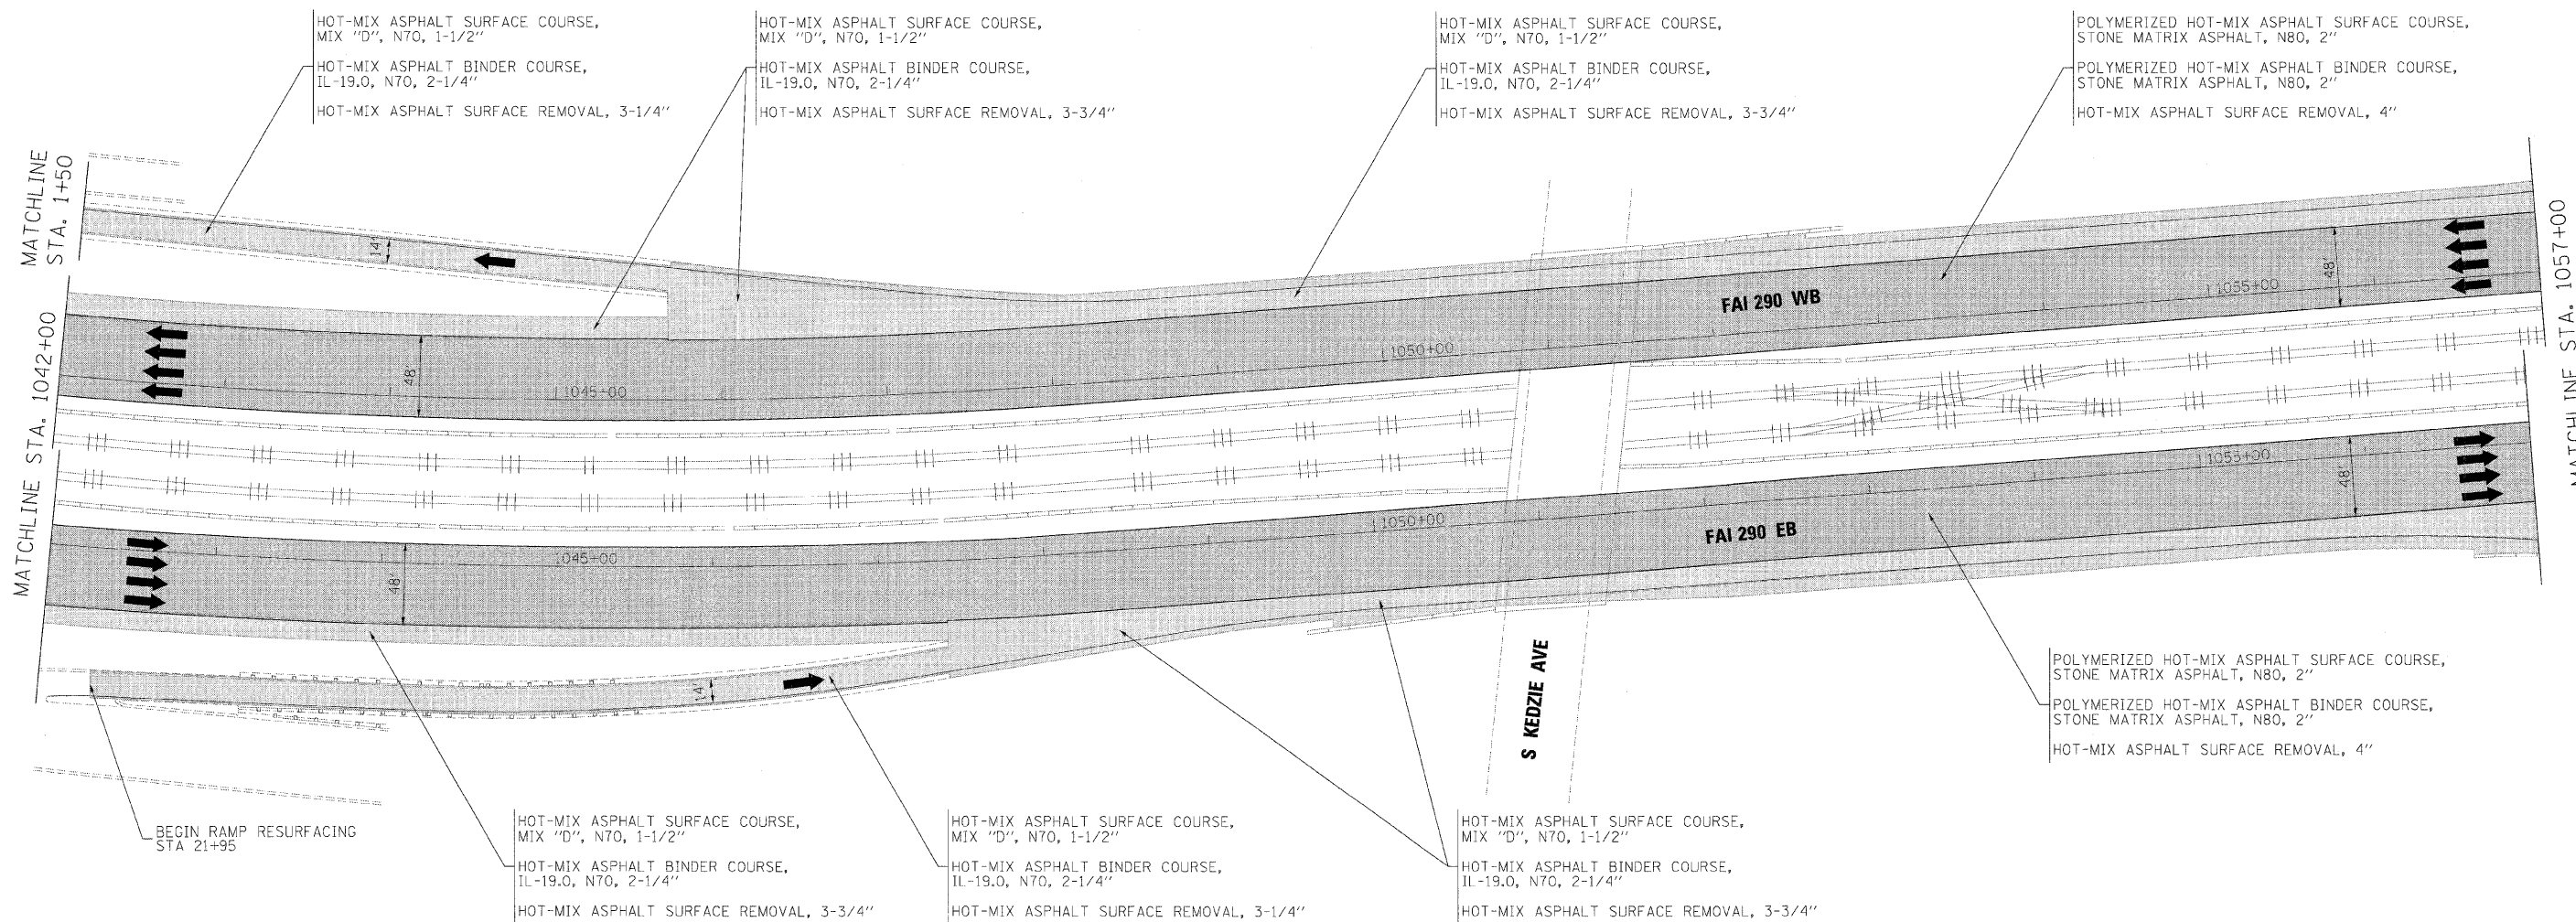 HOT-MIX ASPHALT SURFACE COURSE,
MIX "D", N70, 1-1/2"
HOT-MIX ASPHALT BINDER COURSE,
IL-19.0, N70, 2-1/4"
HOT-MIX ASPHALT SURFACE REMOVAL, 3-1/4"
HOT-MIX ASPHALT SURFACE COURSE,
MIX "D", N70, 1-1/2"
HOT-MIX ASPHALT BINDER COURSE,
IL-19.0, N70, 2-1/4"
HOT-MIX ASPHALT SURFACE REMOVAL, 3-3/4"
HOT-MIX ASPHALT SURFACE COURSE,
MIX "D", N70, 1-1/2"
HOT-MIX ASPHALT BINDER COURSE,
IL-19.0, N70, 2-1/4"
HOT-MIX ASPHALT SURFACE REMOVAL, 3-3/4"
POLYMERIZED HOT-MIX ASPHALT SURFACE COURSE,
STONE MATRIX ASPHALT, N80, 2"
POLYMERIZED HOT-MIX ASPHALT BINDER COURSE,
STONE MATRIX ASPHALT, N80, 2"
HOT-MIX ASPHALT SURFACE REMOVAL, 4"
MATCHLINE
STA. 1+50
MATCHLINE STA. 1042+00
MATCHLINE STA. 1057+00
14'
48'
1045+00
1050+00
FAI 290 WB
1055+00
48'
48'
1045+00
1050+00
FAI 290 EB
1055+00
48'
14'
S KEDZIE AVE
BEGIN RAMP RESURFACING
STA 21+95
HOT-MIX ASPHALT SURFACE COURSE,
MIX "D", N70, 1-1/2"
HOT-MIX ASPHALT BINDER COURSE,
IL-19.0, N70, 2-1/4"
HOT-MIX ASPHALT SURFACE REMOVAL, 3-3/4"
HOT-MIX ASPHALT SURFACE COURSE,
MIX "D", N70, 1-1/2"
HOT-MIX ASPHALT BINDER COURSE,
IL-19.0, N70, 2-1/4"
HOT-MIX ASPHALT SURFACE REMOVAL, 3-1/4"
HOT-MIX ASPHALT SURFACE COURSE,
MIX "D", N70, 1-1/2"
HOT-MIX ASPHALT BINDER COURSE,
IL-19.0, N70, 2-1/4"
HOT-MIX ASPHALT SURFACE REMOVAL, 3-3/4"
POLYMERIZED HOT-MIX ASPHALT SURFACE COURSE,
STONE MATRIX ASPHALT, N80, 2"
POLYMERIZED HOT-MIX ASPHALT BINDER COURSE,
STONE MATRIX ASPHALT, N80, 2"
HOT-MIX ASPHALT SURFACE REMOVAL, 4"